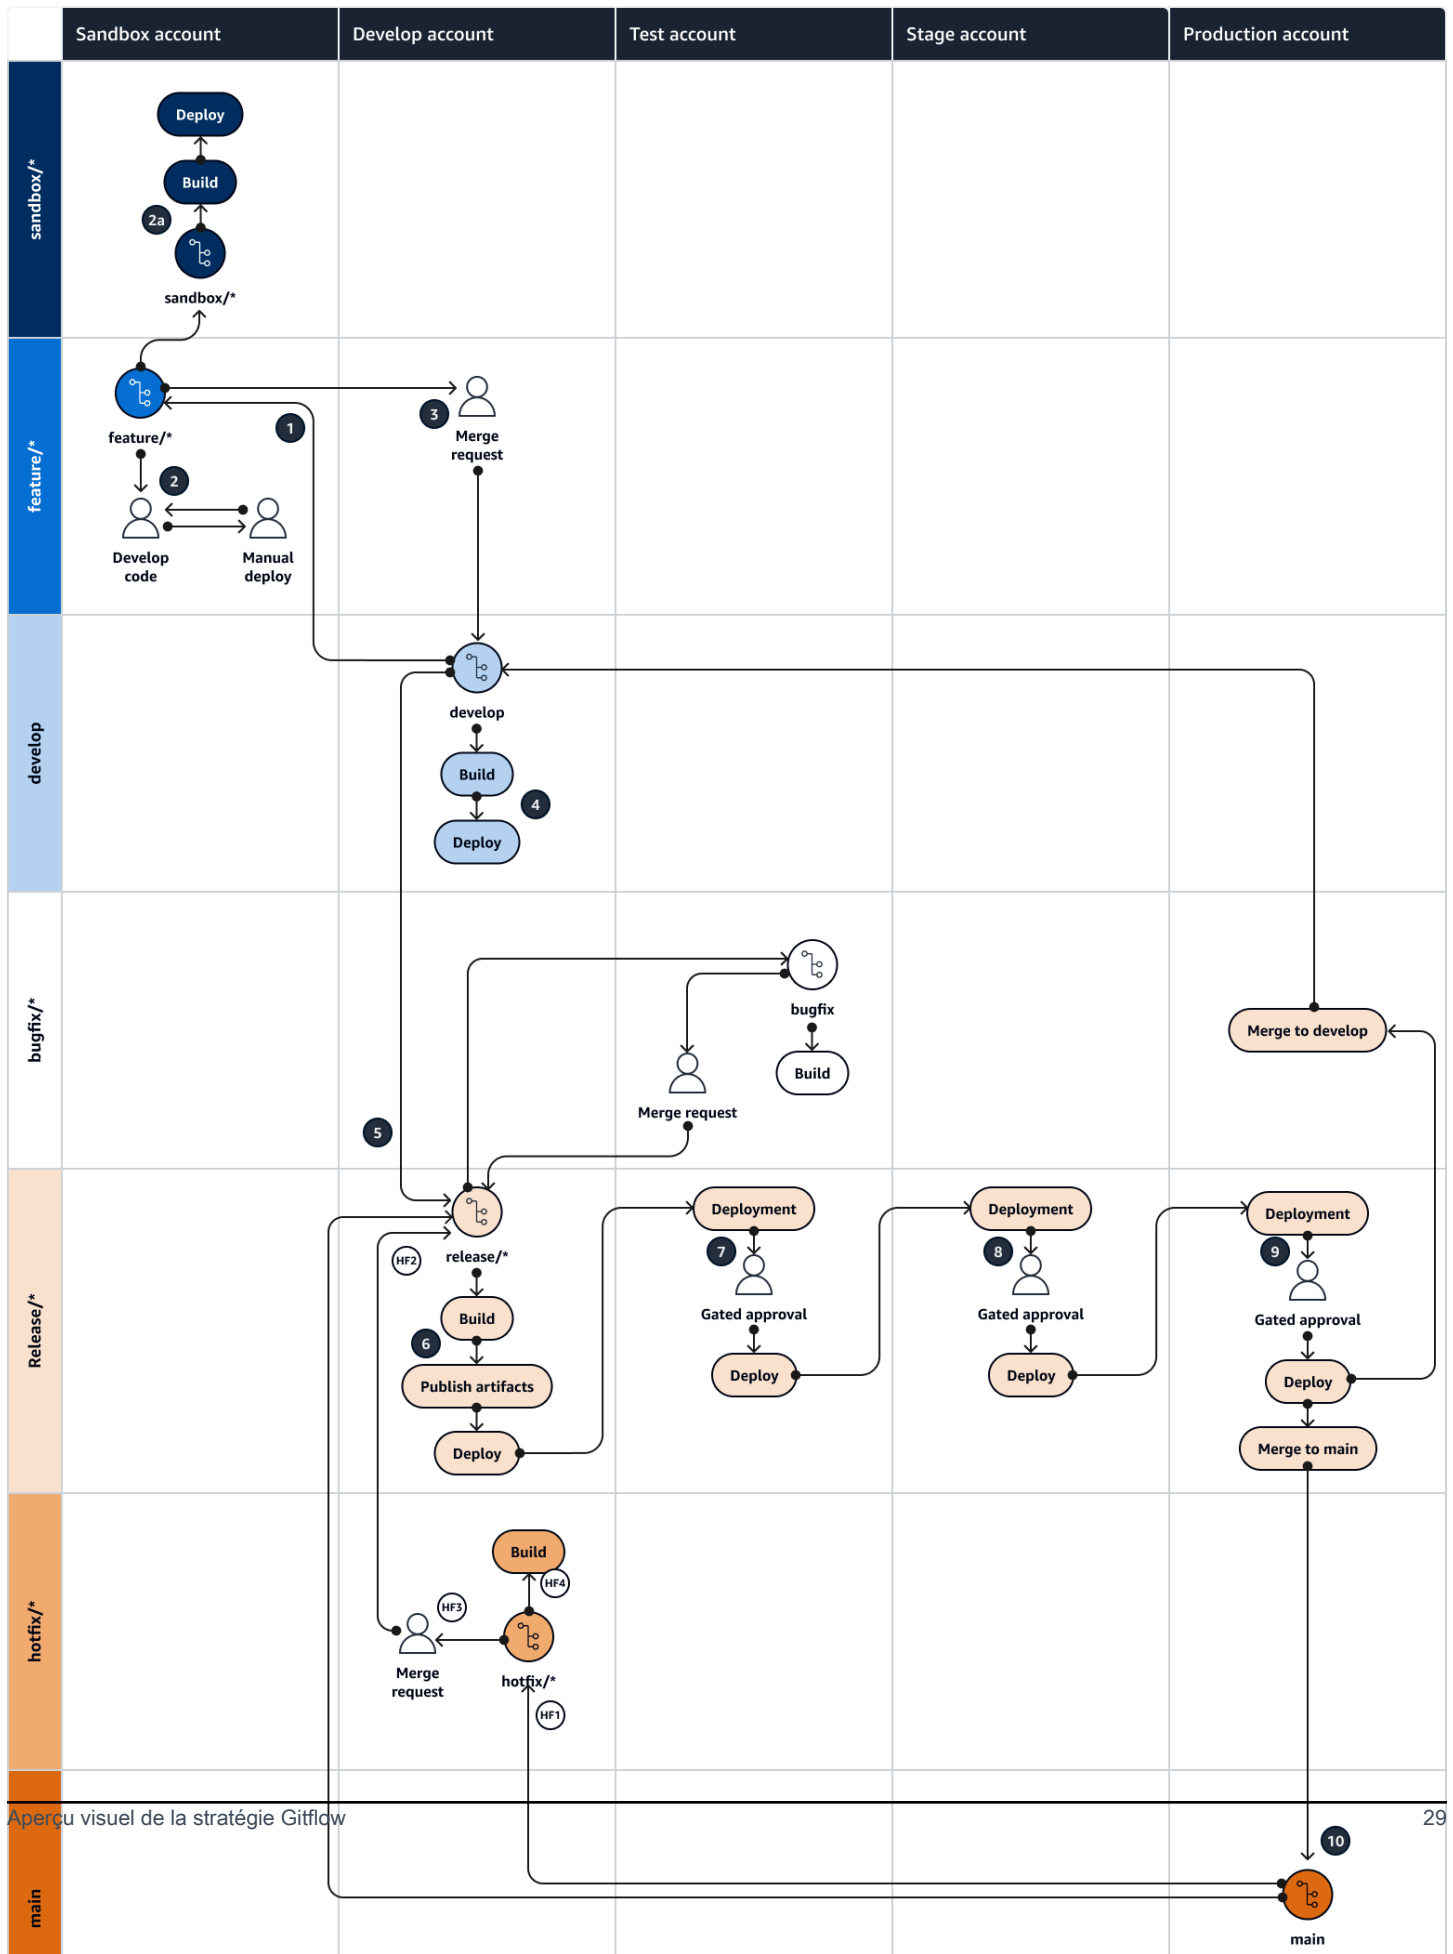 Sandbox account
Develop account
Test account
Stage account
Production account
sandbox/*
Deploy
Build
2a
sandbox/*
feature/*
feature/*
1
3
Merge
request
2
Develop
code
Manual
deploy
develop
develop
Build
4
Deploy
bugfix/*
bugfix
Build
Merge request
Merge to develop
5
Release/*
HF2
release/*
Build
6
Publish artifacts
Deploy
Deployment
7
Gated approval
Deploy
Deployment
8
Gated approval
Deploy
Deployment
9
Gated approval
Deploy
Merge to main
hotfix/*
Build
HF4
HF3
Merge
request
hotfix/*
HF1
main
Aperçu visuel de la stratégie Gitflow
29
10
main